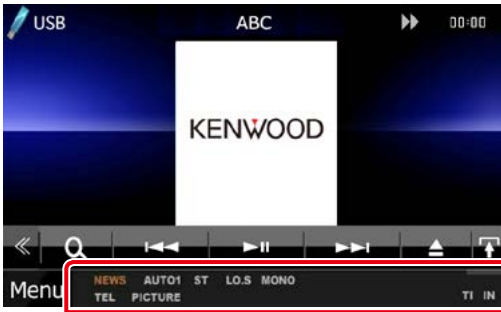 USB ABC 00:00
KENWOOD
Menu
NEWS AUTO1 ST LO.S MONO
TEL PICTURE TI IN